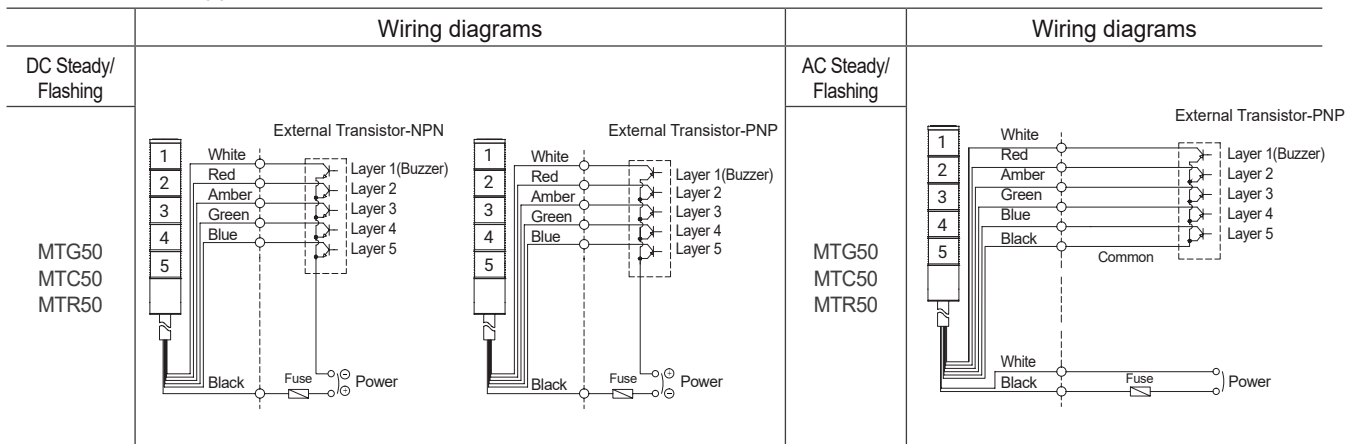 Wiring diagrams
Wiring diagrams
DC Steady/
Flashing
MTG50
MTC50
MTR50
External Transistor-NPN
1
2
3
4
5
White
Red
Amber
Green
Blue
Layer 1(Buzzer)
Layer 2
Layer 3
Layer 4
Layer 5
Black
Fuse
⊖
⊕
Power
External Transistor-PNP
1
2
3
4
5
White
Red
Amber
Green
Blue
Layer 1(Buzzer)
Layer 2
Layer 3
Layer 4
Layer 5
Black
Fuse
⊕
⊖
Power
AC Steady/
Flashing
MTG50
MTC50
MTR50
External Transistor-PNP
1
2
3
4
5
White
Red
Amber
Green
Blue
Black
Common
Layer 1(Buzzer)
Layer 2
Layer 3
Layer 4
Layer 5
White
Black
Fuse
Power